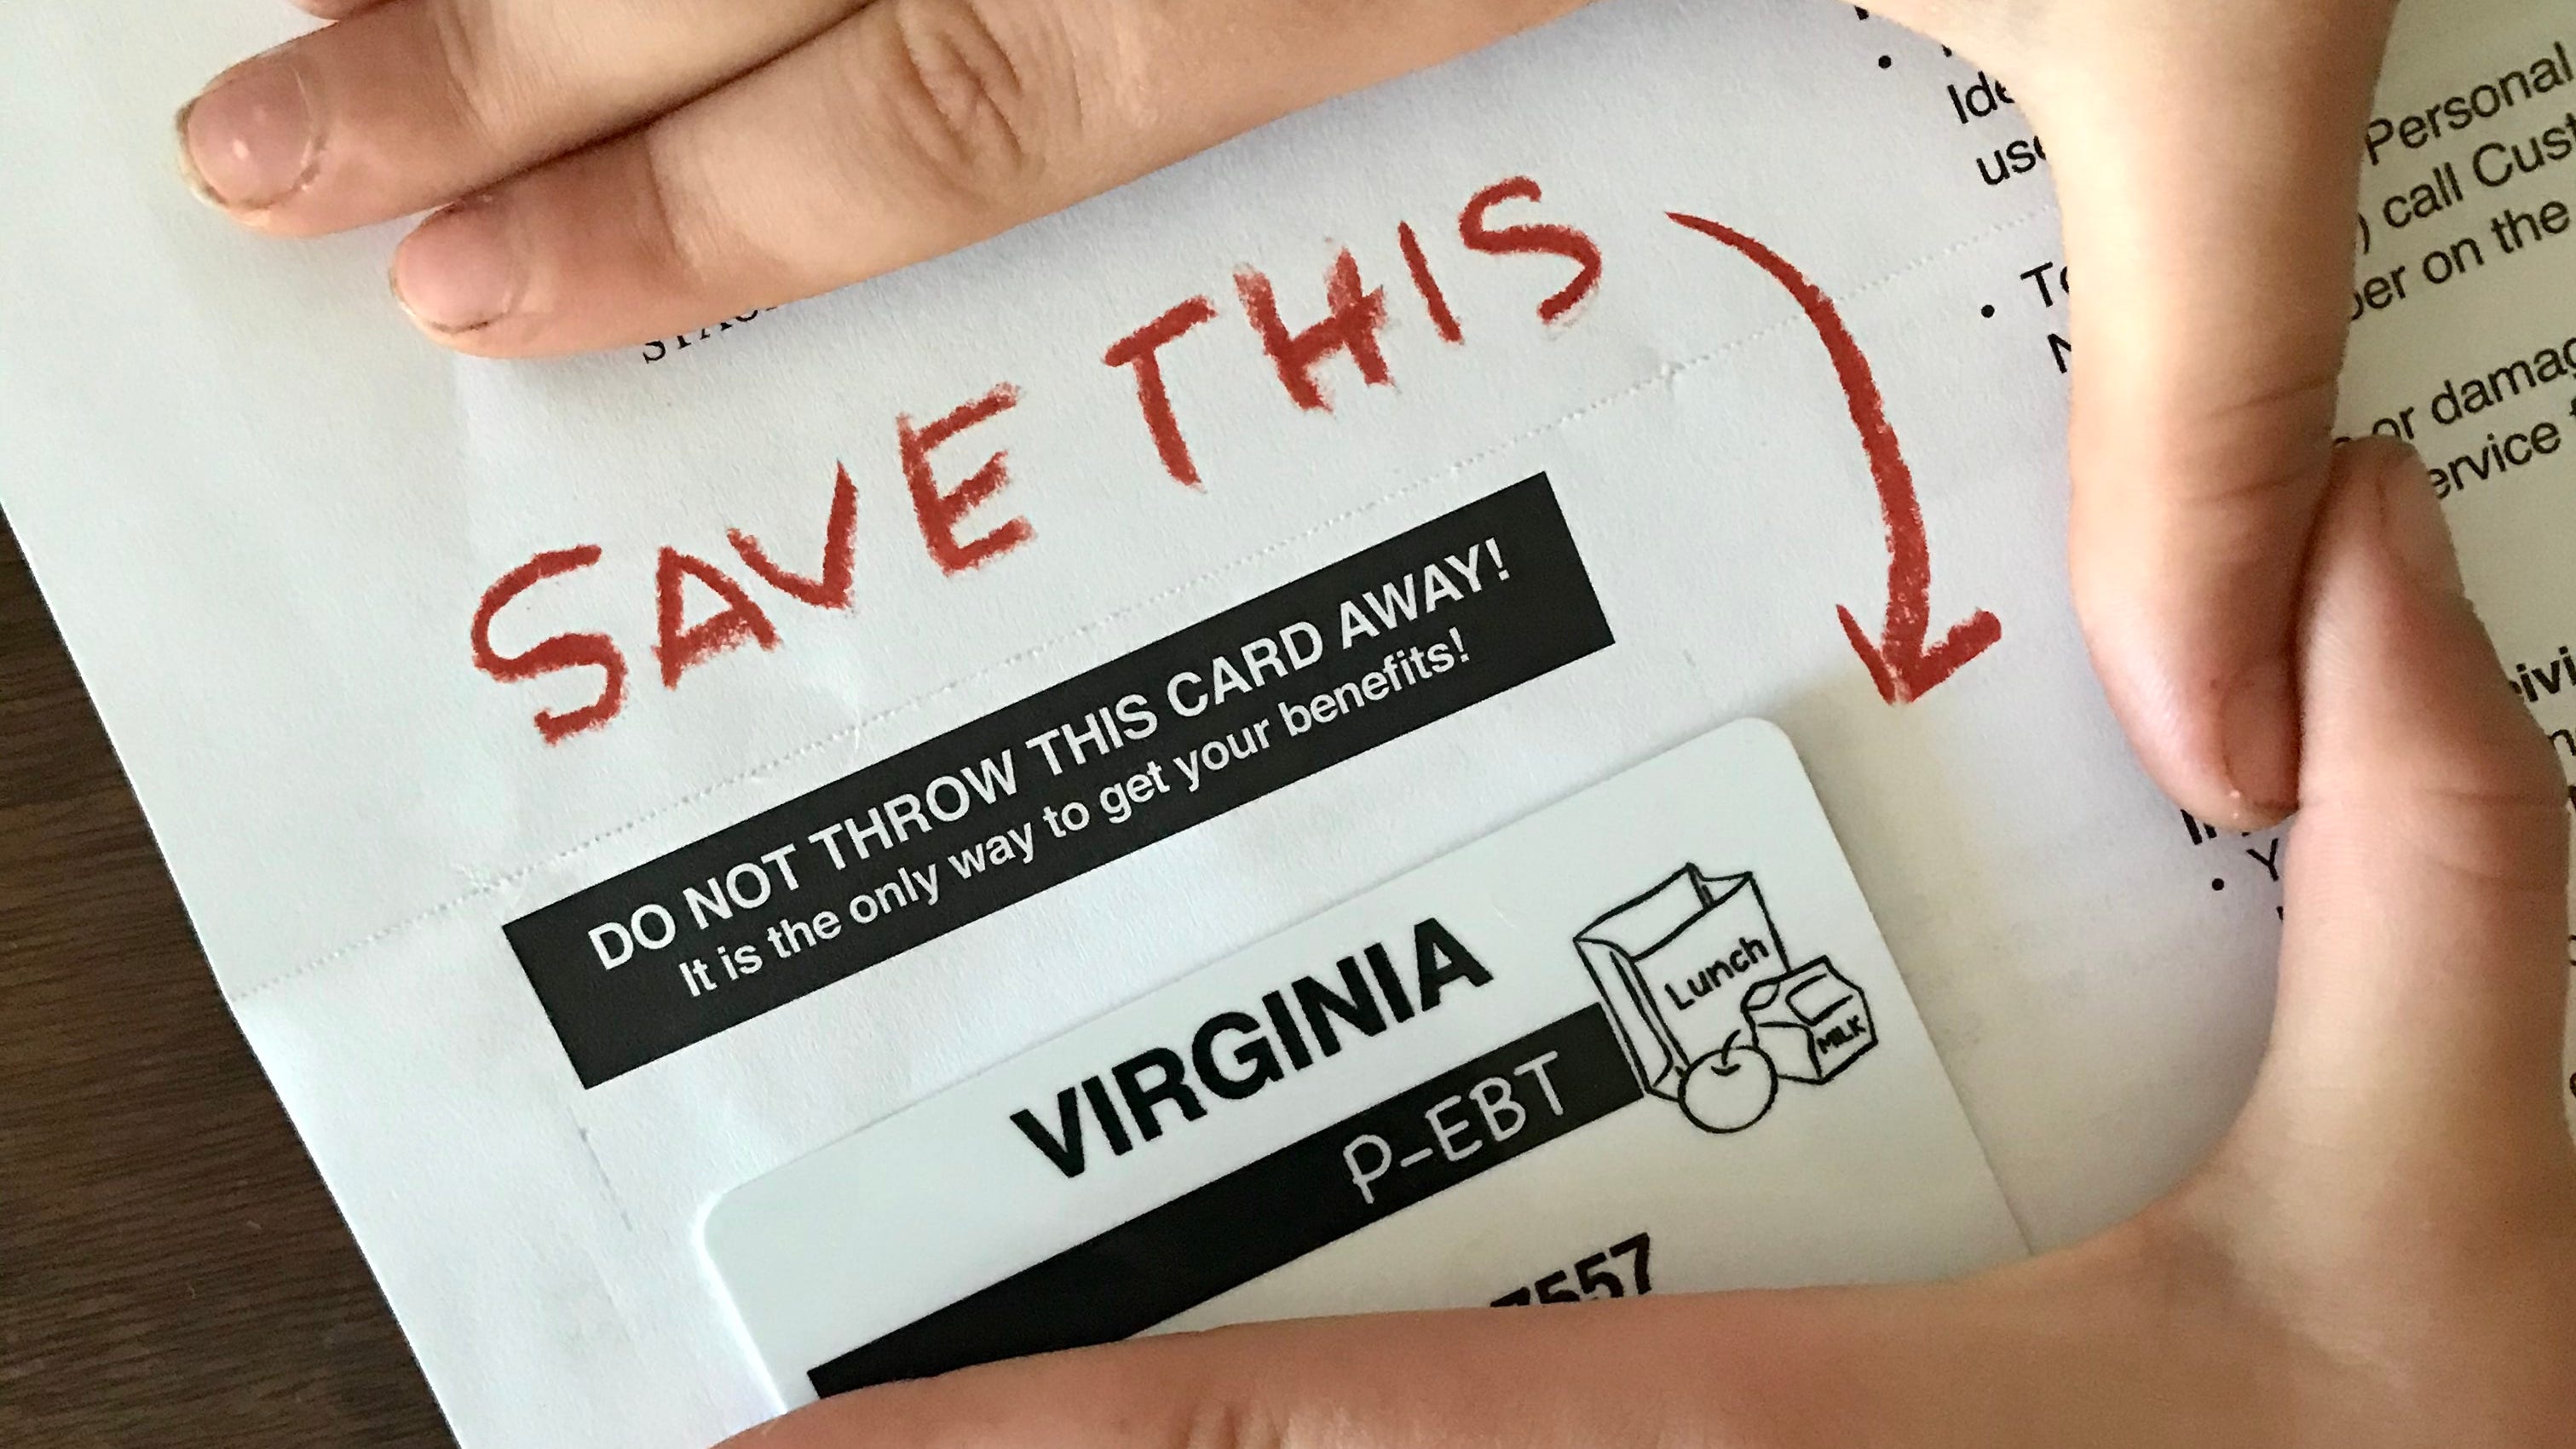 SAVE THIS
DO NOT THROW THIS CARD AWAY!
It is the only way to get your benefits!
VIRGINIA
P-EBT
Lunch
MILK
7557
Personal
call Cust
on the
or damag